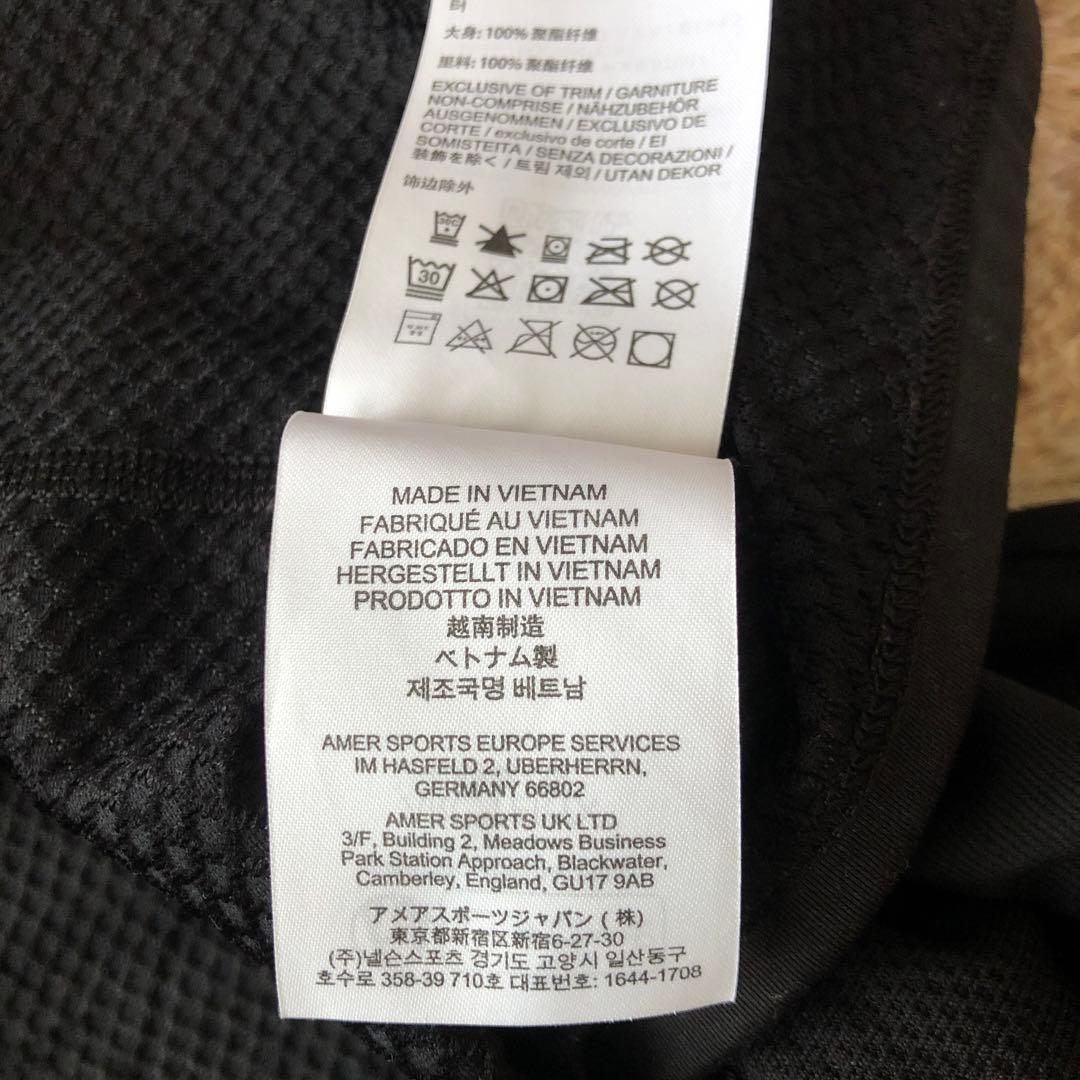 터
大身: 100% 聚酯纤维
里料: 100% 聚酯纤维
EXCLUSIVE OF TRIM / GARNITURE
NON-COMPRISE / NÄHZUBEHÖR
AUSGENOMMEN / EXCLUSIVO DE
CORTE / exclusivo de corte / EI
SOMISTEITA / SENZA DECORAZIONI /
装飾を除く / 트림 제외 / UTAN DEKOR
饰边除外
30C
30
MADE IN VIETNAM
FABRIQUÉ AU VIETNAM
FABRICADO EN VIETNAM
HERGESTELLT IN VIETNAM
PRODOTTO IN VIETNAM
越南制造
ベトナム製
제조국명 베트남
AMER SPORTS EUROPE SERVICES
IM HASFELD 2, UBERHERRN,
GERMANY 66802
AMER SPORTS UK LTD
3/F, Building 2, Meadows Business
Park Station Approach, Blackwater,
Camberley, England, GU17 9AB
アメアスポーツジャパン ( 株)
東京都新宿区新宿6-27-30
(주)넬슨스포츠 경기도 고양시 일산동구
호수로 358-39 710호 대표번호: 1644-1708